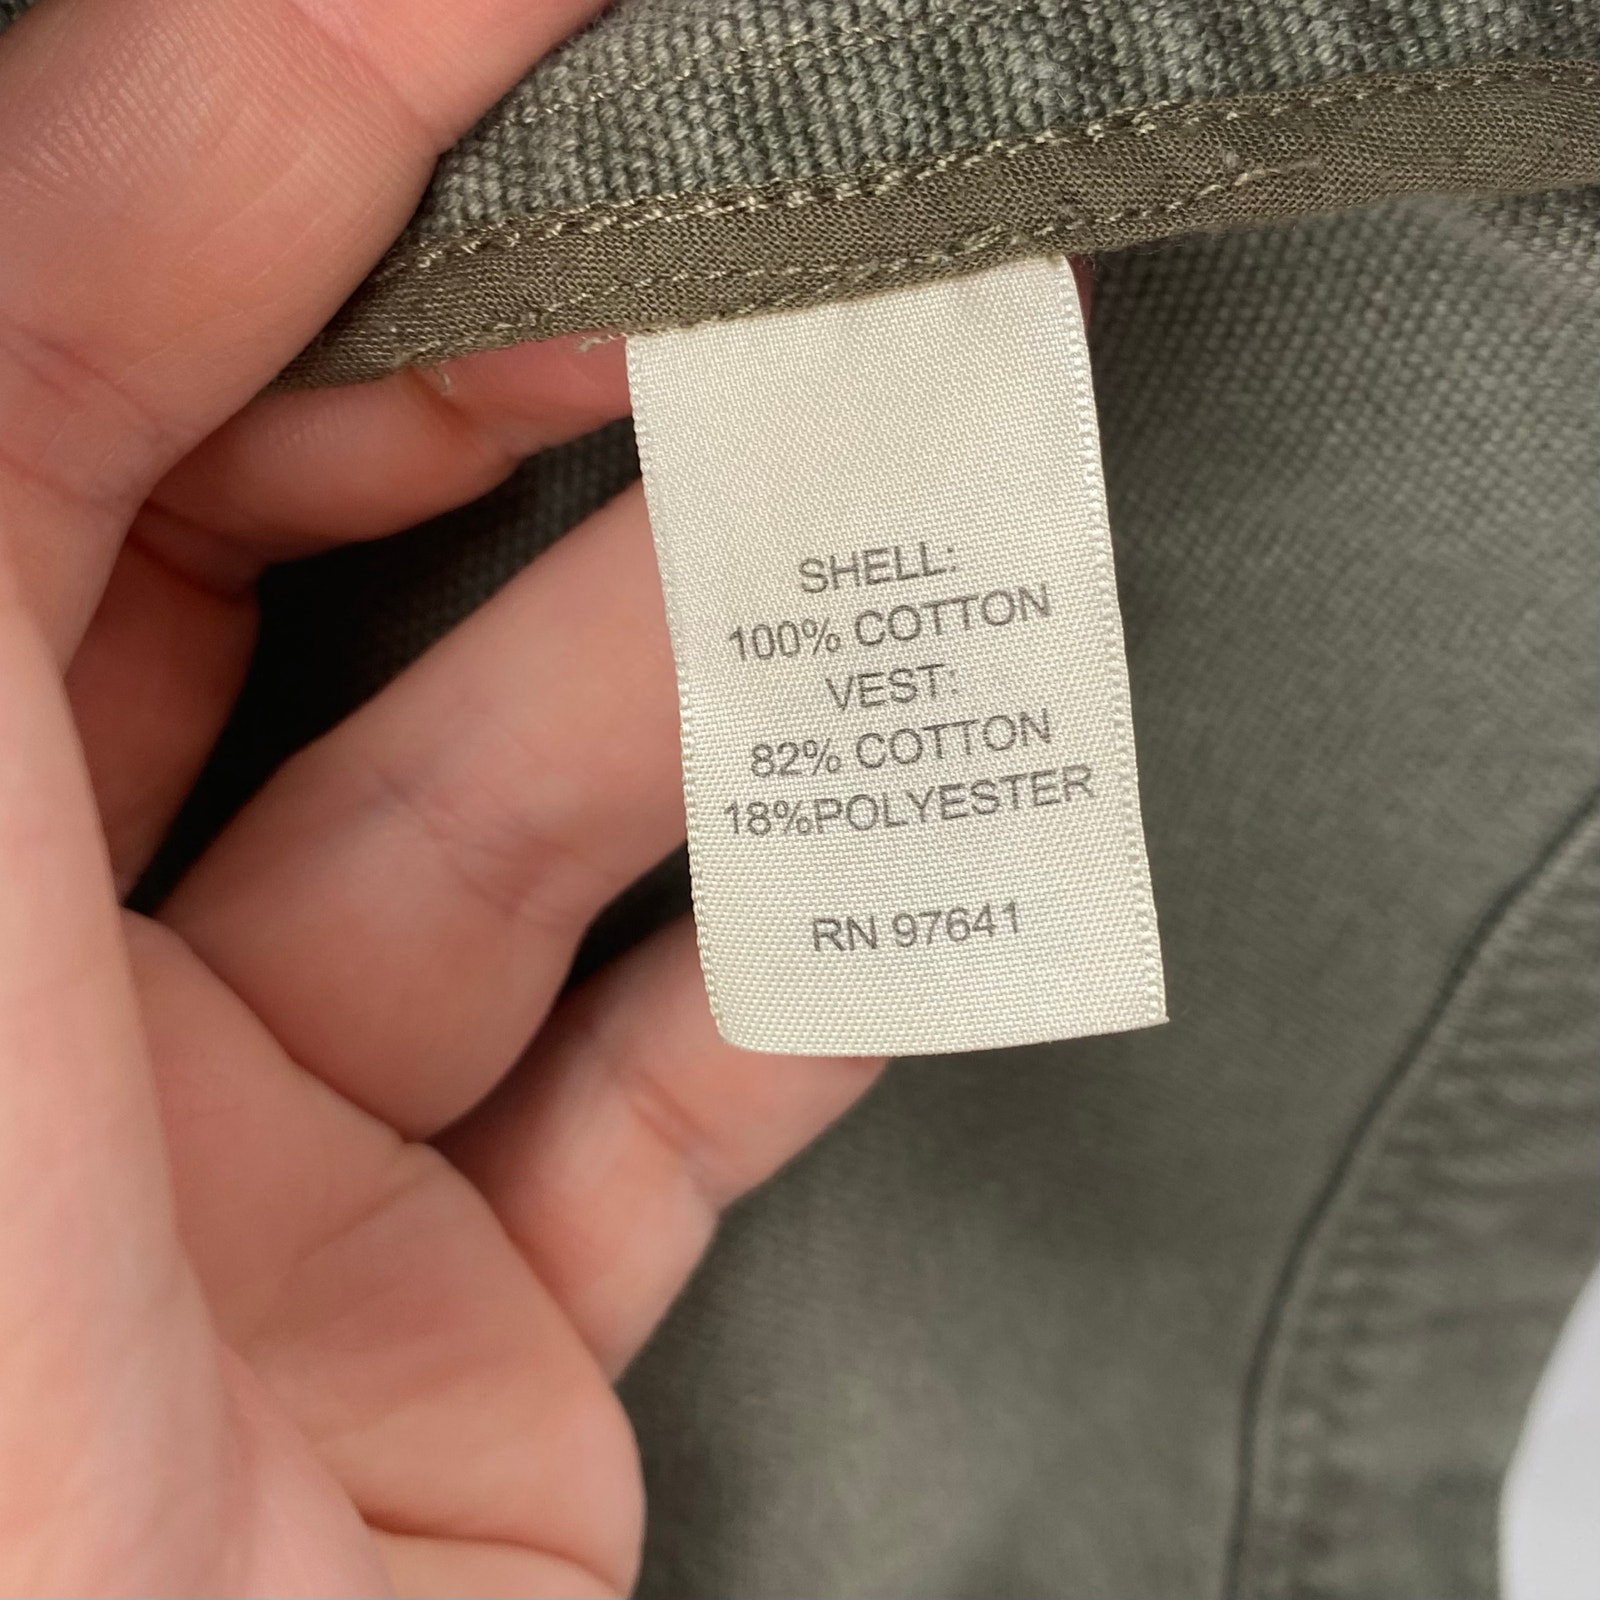 SHELL:
100% COTTON
VEST:
82% COTTON
18%POLYESTER
RN 97641